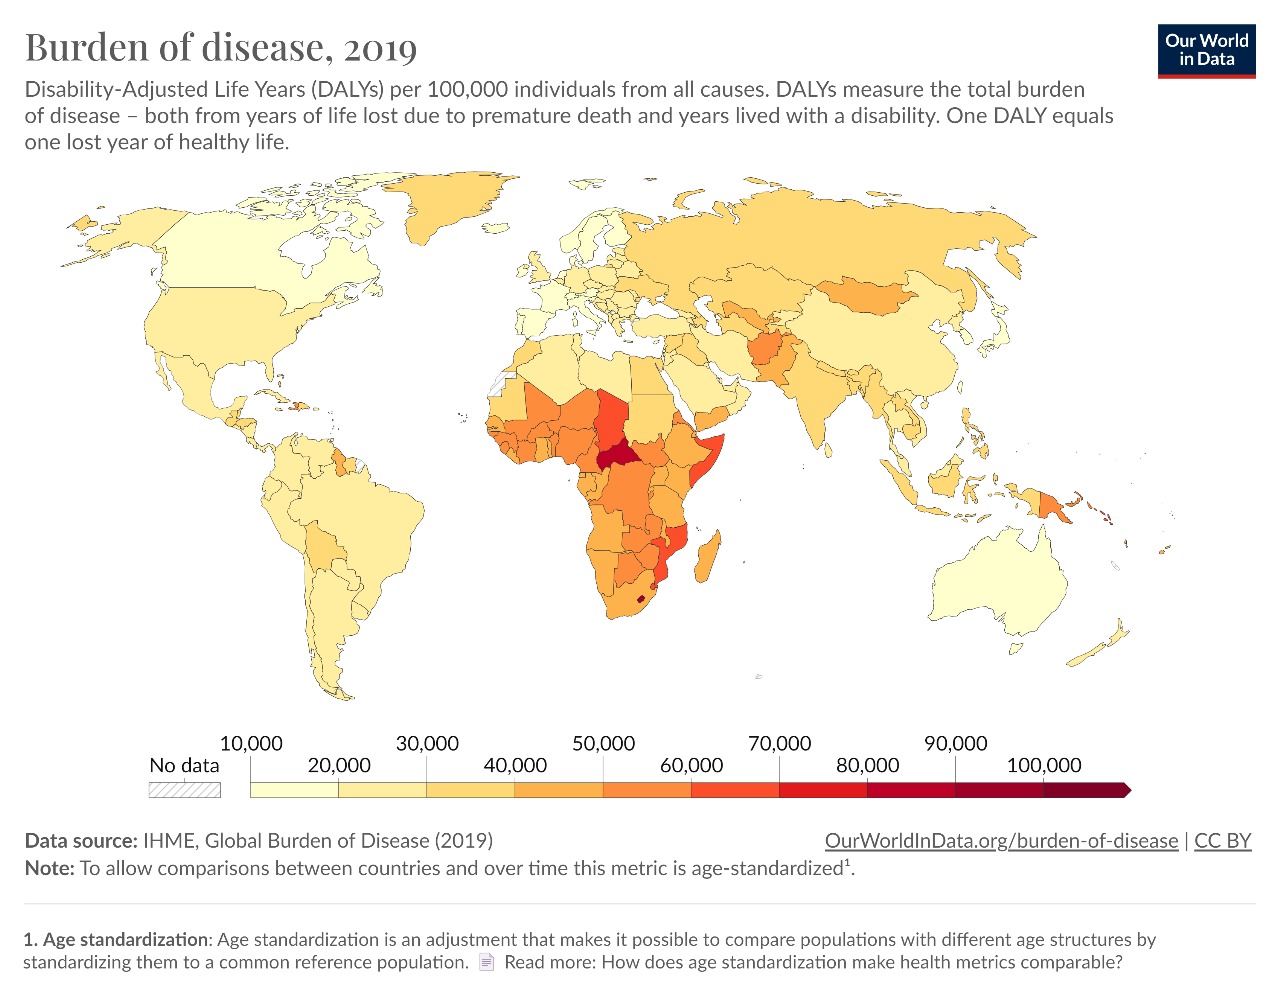 Burden of disease, 2019
Our World
in Data
Disability-Adjusted Life Years (DALYs) per 100,000 individuals from all causes. DALYs measure the total burden
of disease – both from years of life lost due to premature death and years lived with a disability. One DALY equals
one lost year of healthy life.
No data
10,000
20,000
30,000
40,000
50,000
60,000
70,000
80,000
90,000
100,000
Data source: IHME, Global Burden of Disease (2019)
OurWorldInData.org/burden-of-disease | CC BY
Note: To allow comparisons between countries and over time this metric is age-standardized¹.
1. Age standardization: Age standardization is an adjustment that makes it possible to compare populations with different age structures by
standardizing them to a common reference population. Read more: How does age standardization make health metrics comparable?